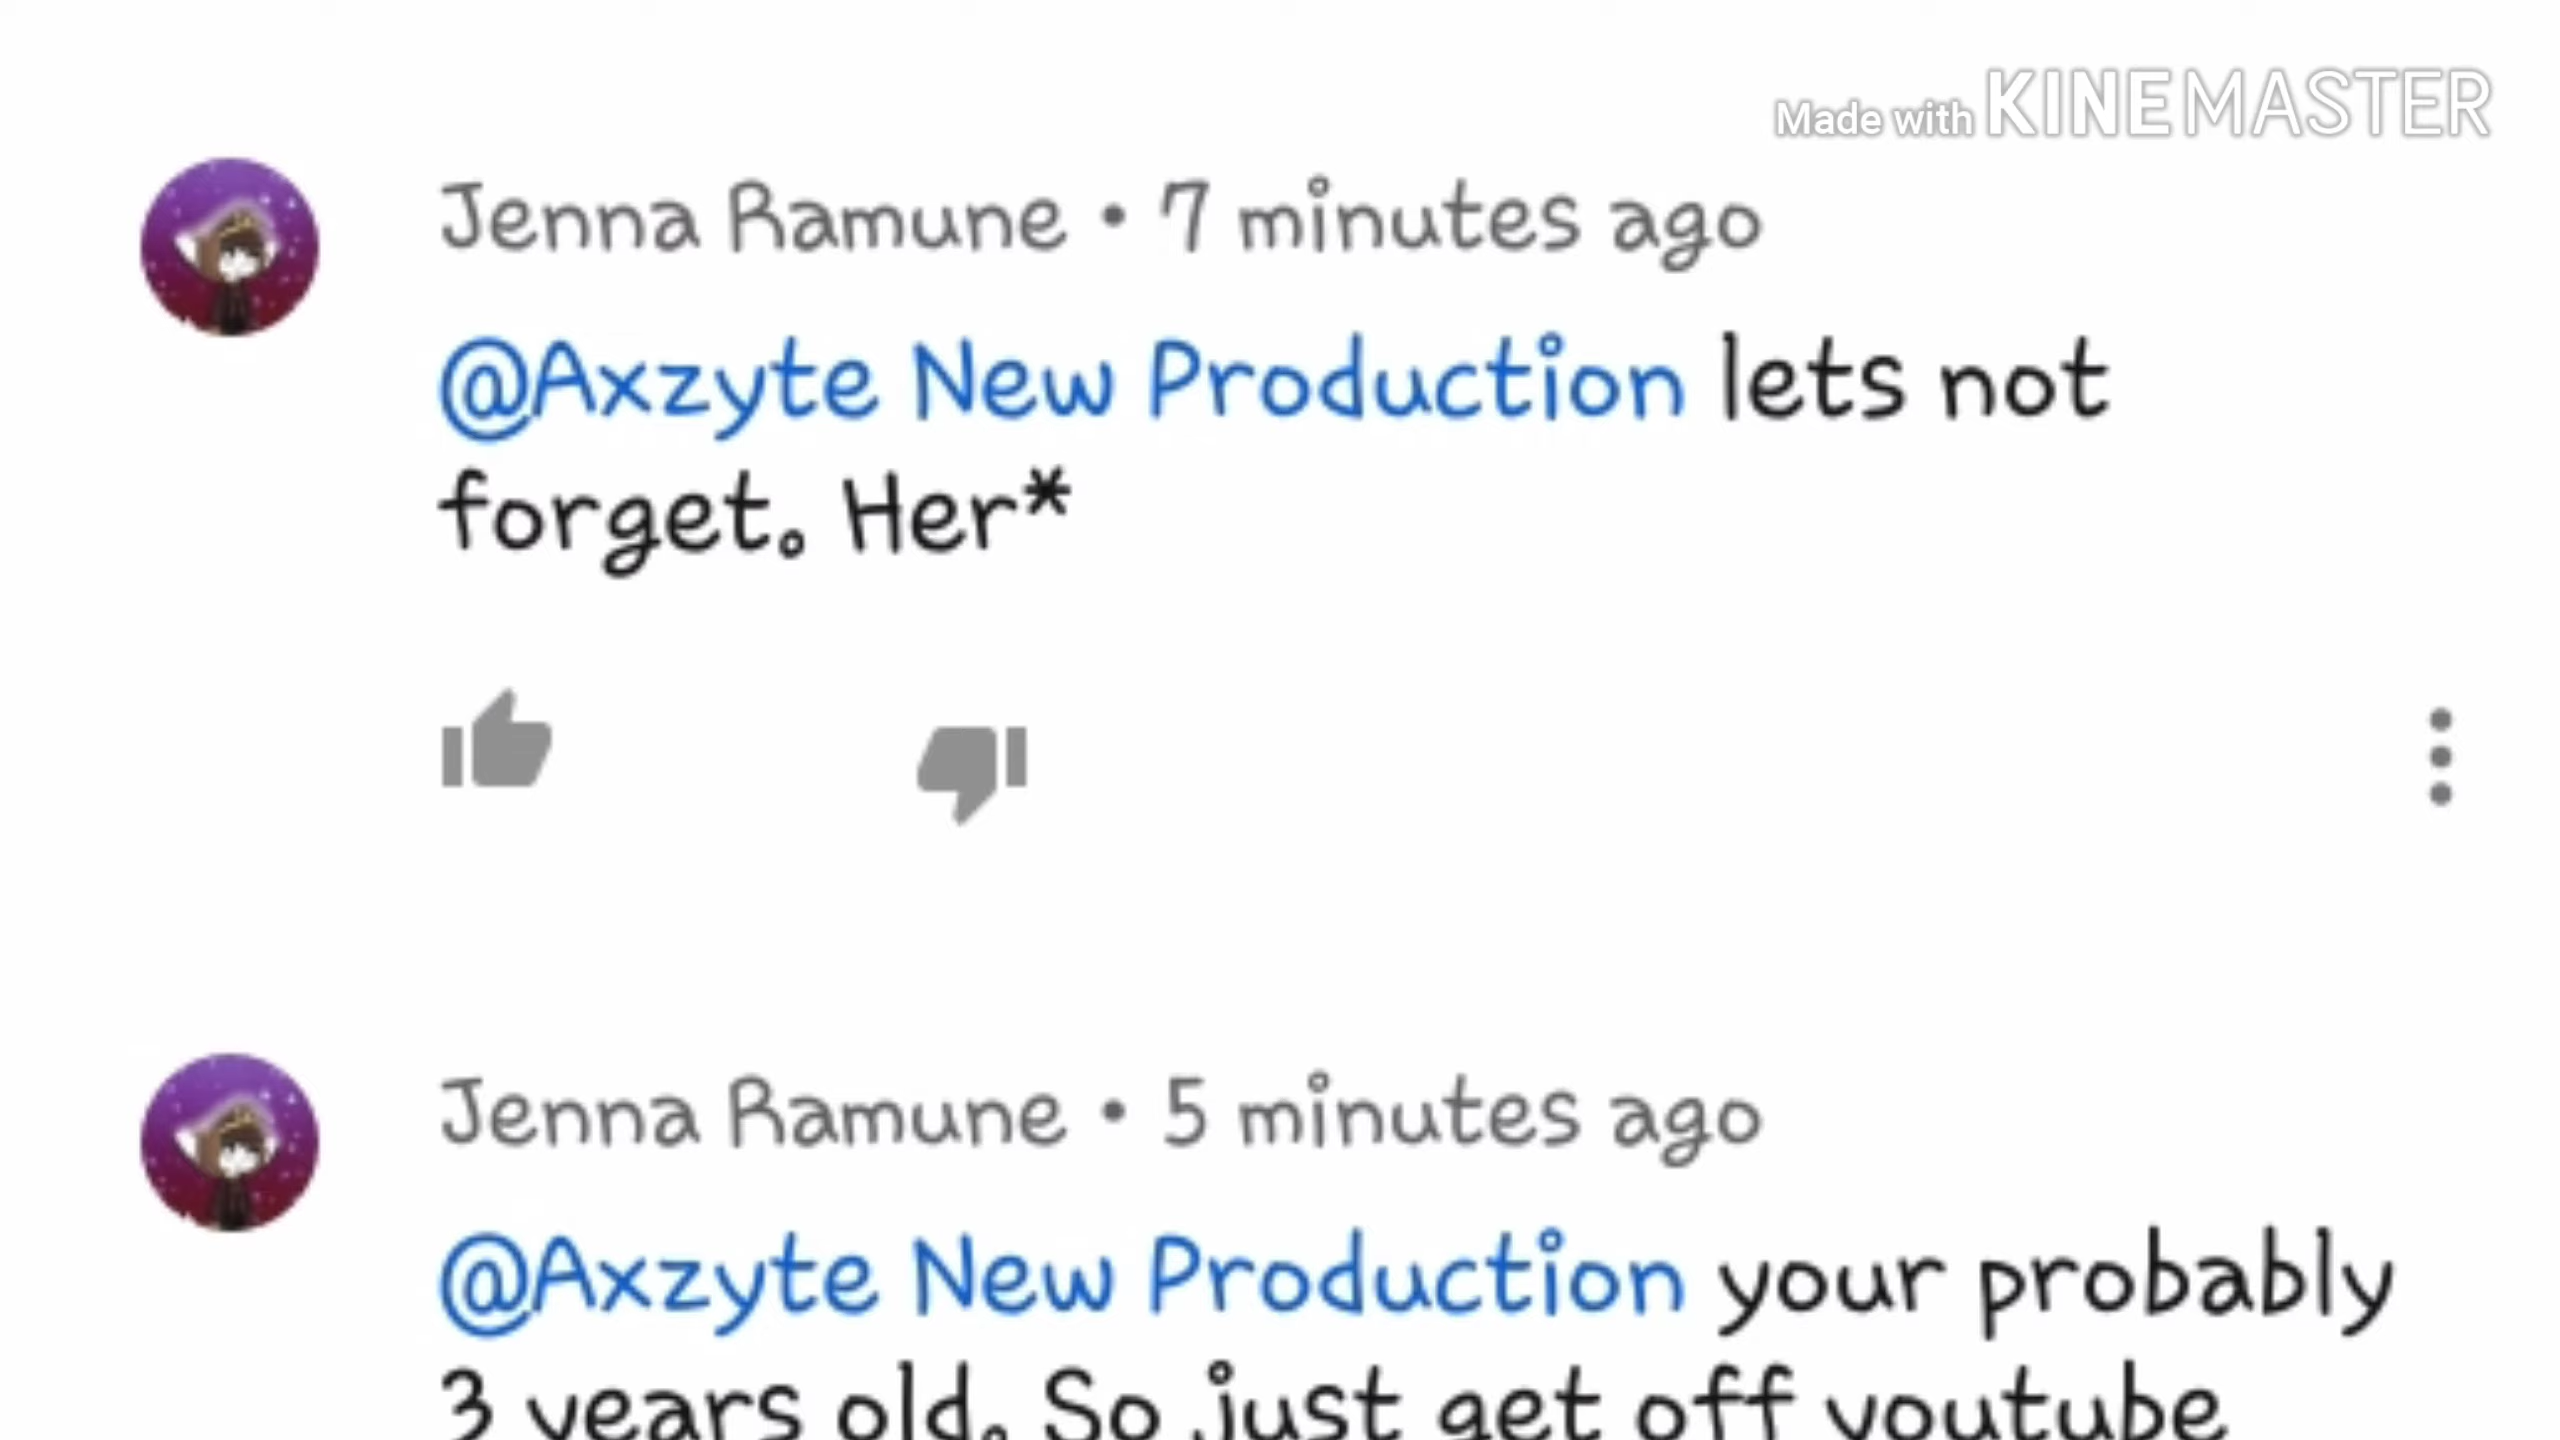 Made with KINEMASTER
Jenna Ramune • 7 minutes ago
@Axzyte New Production lets not
forget. Her*
Jenna Ramune • 5 minutes ago
@Axzyte New Production your probably
3 years old. So just get off youtube